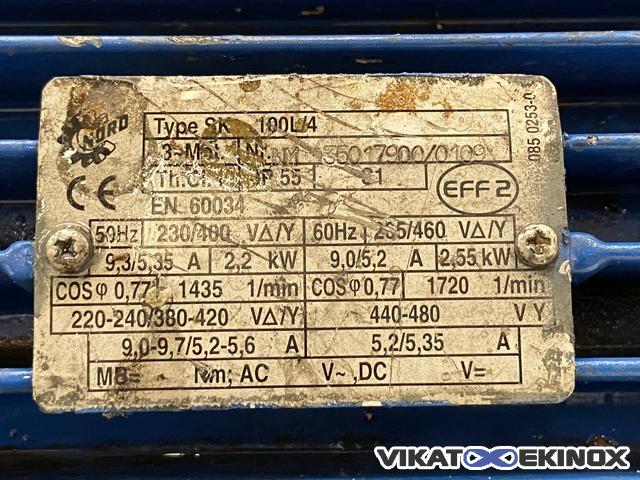 NORD
Type SK 100L/4
3~Mot. Nr. 35017900/0109
Th.Cl. IP 55 S1
EN 60034
CE
EFF 2
085 0253-0
50Hz 230/400 VΔ/Y 60Hz 265/460 VΔ/Y
9,3/5,35 A 2,2 kW 9,0/5,2 A 2,55 kW
COSφ 0,77 1435 1/min COSφ 0,77 1720 1/min
220-240/380-420 VΔ/Y 440-480 V Y
9,0-9,7/5,2-5,6 A 5,2/5,35 A
MB= Nm; AC V~ ,DC V=
VIKATOO EKINOX